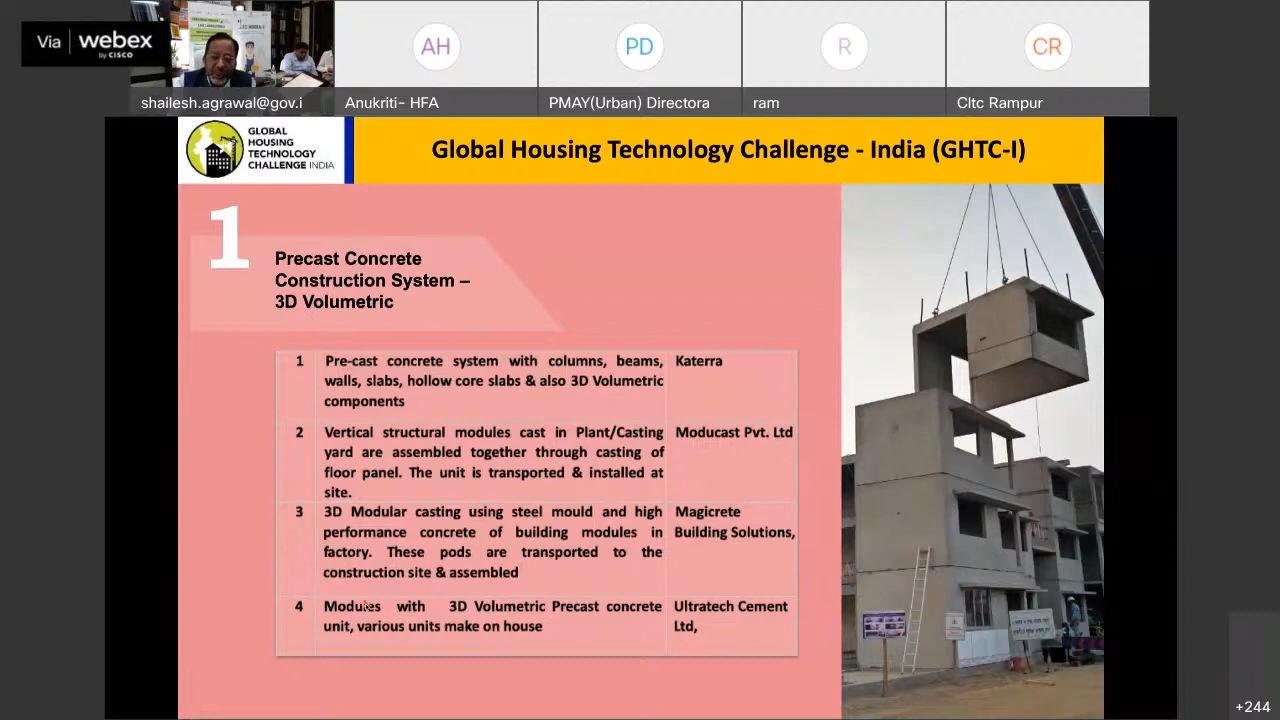 Via webex
by CISCO
AH
PD
R
CR
shailesh.agrawal@gov.i
Anukriti- HFA
PMAY(Urban) Directora
ram
Cltc Rampur
GLOBAL
HOUSING
TECHNOLOGY
CHALLENGE INDIA
Global Housing Technology Challenge - India (GHTC-I)
1
Precast Concrete
Construction System –
3D Volumetric
1 Pre-cast concrete system with columns, beams, Katerra
walls, slabs, hollow core slabs & also 3D Volumetric
components
2 Vertical structural modules cast in Plant/Casting Moducast Pvt. Ltd
yard are assembled together through casting of
floor panel. The unit is transported & installed at
site.
3 3D Modular casting using steel mould and high Magicrete
performance concrete of building modules in Building Solutions,
factory. These pods are transported to the
construction site & assembled
4 Modules with 3D Volumetric Precast concrete Ultratech Cement
unit, various units make on house Ltd,
+244